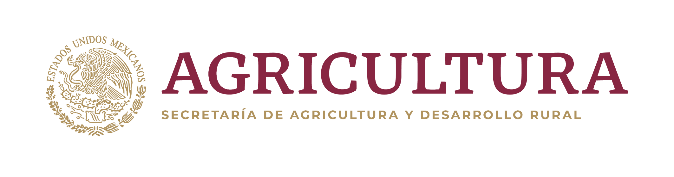 ESTADOS UNIDOS MEXICANOS
AGRICULTURA
SECRETARÍA DE AGRICULTURA Y DESARROLLO RURAL